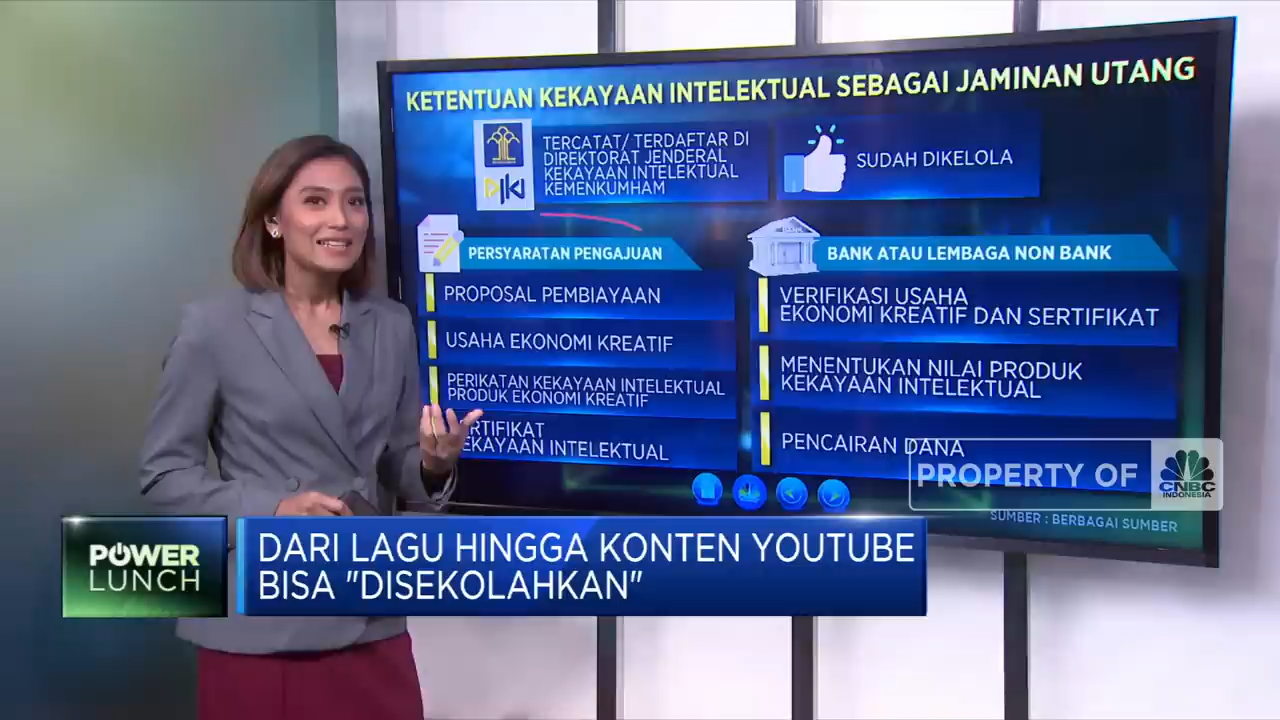 KETENTUAN KEKAYAAN INTELEKTUAL SEBAGAI JAMINAN UTANG
TERCATAT/ TERDAFTAR DI
DIREKTORAT JENDERAL
KEKAYAAN INTELEKTUAL
KEMENKUMHAM
SUDAH DIKELOLA
PERSYARATAN PENGAJUAN
PROPOSAL PEMBIAYAAN
USAHA EKONOMI KREATIF
PERIKATAN KEKAYAAN INTELEKTUAL
PRODUK EKONOMI KREATIF
ERTIFIKAT
EKAYAAN INTELEKTUAL
BANK
BANK ATAU LEMBAGA NON BANK
VERIFIKASI USAHA
EKONOMI KREATIF DAN SERTIFIKAT
MENENTUKAN NILAI PRODUK
KEKAYAAN INTELEKTUAL
PENCAIRAN DANA
PROPERTY OF
CNBC
INDONESIA
SUMBER : BERBAGAI SUMBER
POWER
LUNCH
DARI LAGU HINGGA KONTEN YOUTUBE
BISA "DISEKOLAHKAN"